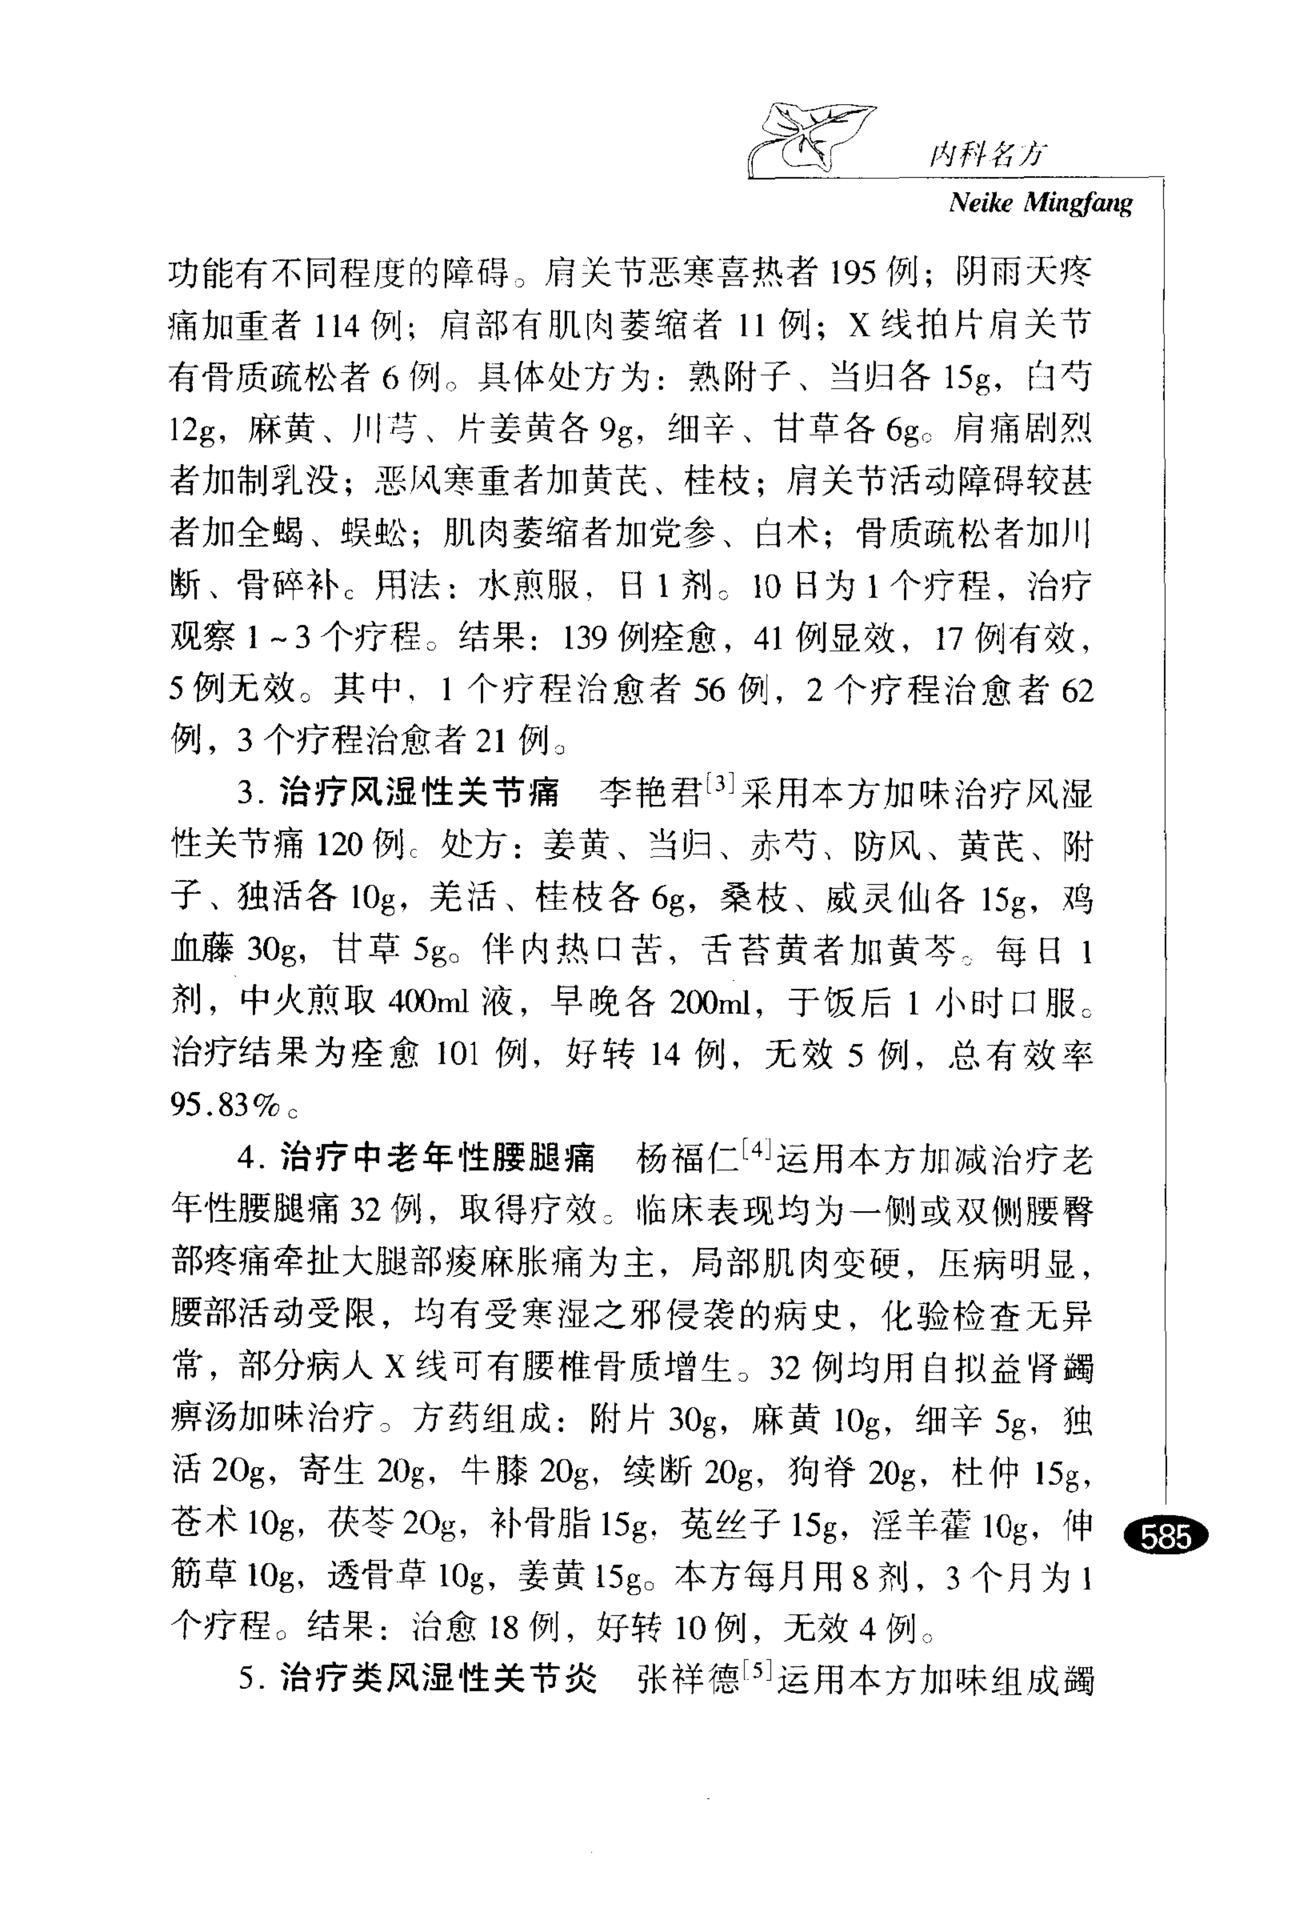 内科名方
Neike Mingfang
功能有不同程度的障碍。肩关节恶寒喜热者 195 例；阴雨天疼
痛加重者 114 例；肩部有肌肉萎缩者 11 例；X 线拍片肩关节
有骨质疏松者 6 例。具体处方为：熟附子、当归各 15g，白芍
12g，麻黄、川芎、片姜黄各 9g，细辛、甘草各 6g。肩痛剧烈
者加制乳没；恶风寒重者加黄芪、桂枝；肩关节活动障碍较甚
者加全蝎、蜈蚣；肌肉萎缩者加党参、白术；骨质疏松者加川
断、骨碎补。用法：水煎服，日 1 剂。10 日为 1 个疗程，治疗
观察 1～3 个疗程。结果：139 例痊愈，41 例显效，17 例有效，
5 例无效。其中，1 个疗程治愈者 56 例，2 个疗程治愈者 62
例，3 个疗程治愈者 21 例。
3. 治疗风湿性关节痛　李艳君[3]采用本方加味治疗风湿
性关节痛 120 例。处方：姜黄、当归、赤芍、防风、黄芪、附
子、独活各 10g，羌活、桂枝各 6g，桑枝、威灵仙各 15g，鸡
血藤 30g，甘草 5g。伴内热口苦，舌苔黄者加黄芩。每日 1
剂，中火煎取 400ml 液，早晚各 200ml，于饭后 1 小时口服。
治疗结果为痊愈 101 例，好转 14 例，无效 5 例，总有效率
95.83%。
4. 治疗中老年性腰腿痛　杨福仁[4]运用本方加减治疗老
年性腰腿痛 32 例，取得疗效。临床表现均为一侧或双侧腰臀
部疼痛牵扯大腿部痠麻胀痛为主，局部肌肉变硬，压病明显，
腰部活动受限，均有受寒湿之邪侵袭的病史，化验检查无异
常，部分病人 X 线可有腰椎骨质增生。32 例均用自拟益肾蠲
痹汤加味治疗。方药组成：附片 30g，麻黄 10g，细辛 5g，独
活 20g，寄生 20g，牛膝 20g，续断 20g，狗脊 20g，杜仲 15g，
苍术 10g，茯苓 20g，补骨脂 15g，菟丝子 15g，淫羊藿 10g，伸
筋草 10g，透骨草 10g，姜黄 15g。本方每月用 8 剂，3 个月为 1
个疗程。结果：治愈 18 例，好转 10 例，无效 4 例。
5. 治疗类风湿性关节炎　张祥德[5]运用本方加味组成蠲
585